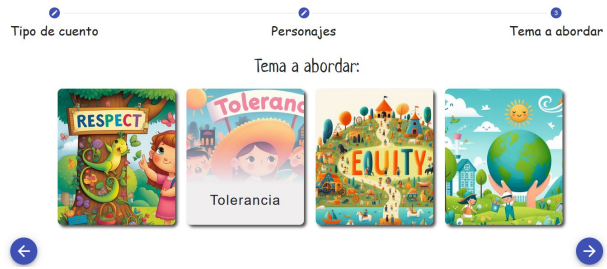 3
Tipo de cuento
Personajes
Tema a abordar
Tema a abordar:
RESPECT
Toleranc
EQUITY
Tolerancia